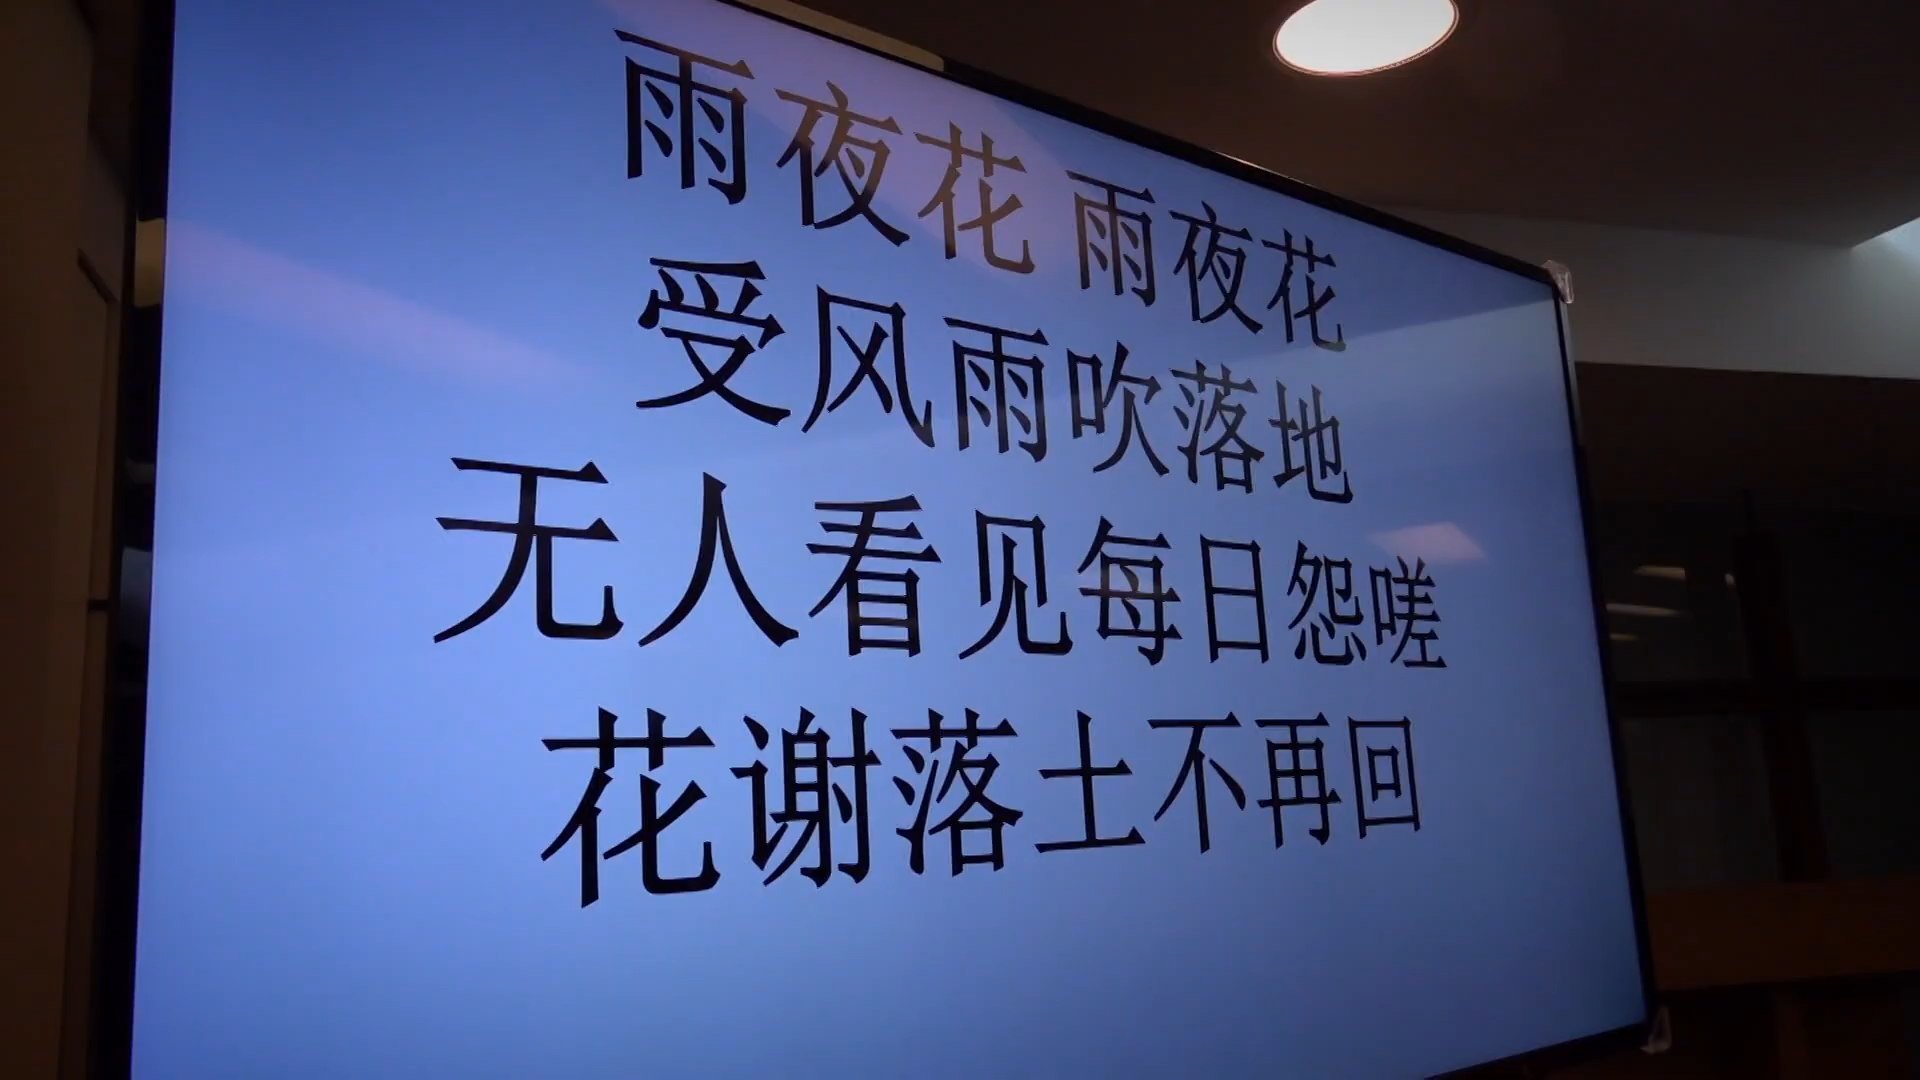 雨夜花 雨夜花
受风雨吹落地
无人看见每日怨嗟
花谢落土不再回